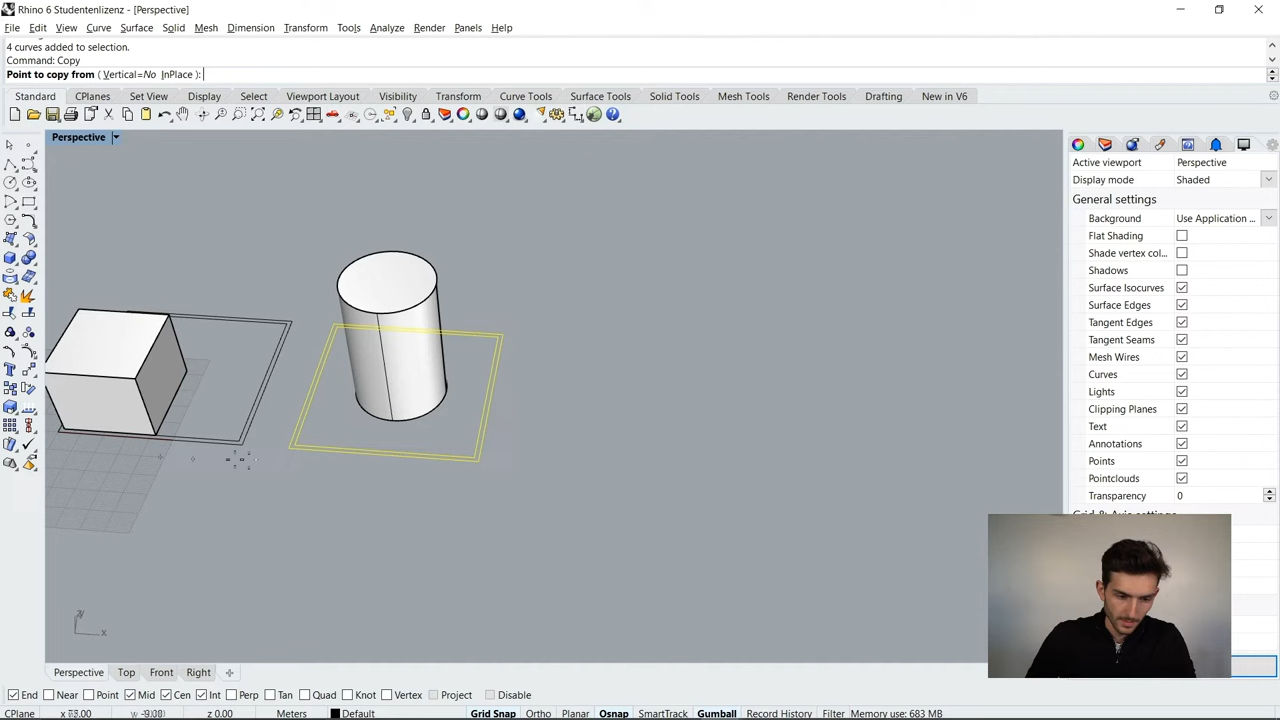 Rhino 6 Studentenlizenz - [Perspective]
File Edit View Curve Surface Solid Mesh Dimension Transform Tools Analyze Render Panels Help
4 curves added to selection.
Command: Copy
Point to copy from ( Vertical=No InPlace ):
Standard CPlanes Set View Display Select Viewport Layout Visibility Transform Curve Tools Surface Tools Solid Tools Mesh Tools Render Tools Drafting New in V6
Perspective
Active viewport Perspective
Display mode Shaded
General settings
Background Use Application ...
Flat Shading
Shade vertex col...
Shadows
Surface Isocurves
Surface Edges
Tangent Edges
Tangent Seams
Mesh Wires
Curves
Lights
Clipping Planes
Text
Annotations
Points
Pointclouds
Transparency 0
x
Perspective Top Front Right
End Near Point Mid Cen Int Perp Tan Quad Knot Vertex Project Disable
CPlane z 0.00 Meters Default Grid Snap Ortho Planar Osnap SmartTrack Gumball Record History Filter Memory use: 683 MB